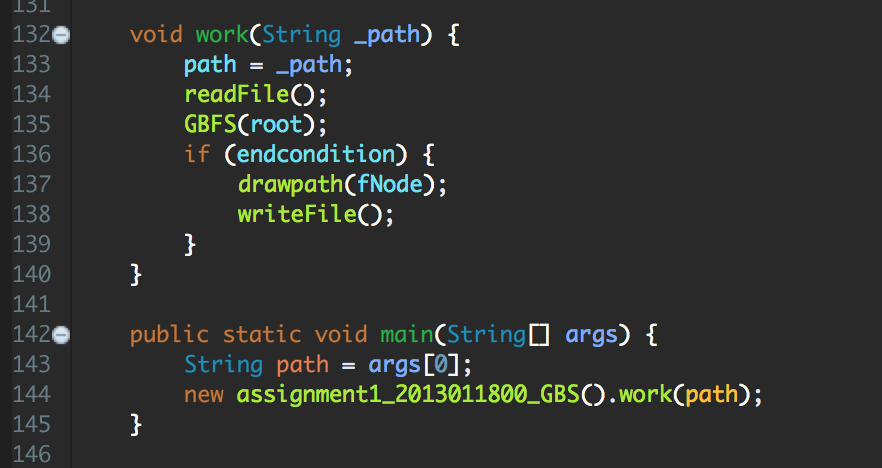 131
132 void work(String _path) {
133 path = _path;
134 readFile();
135 GBFS(root);
136 if (endcondition) {
137 drawpath(fNode);
138 writeFile();
139 }
140 }
141
142 public static void main(String[] args) {
143 String path = args[0];
144 new assignment1_2013011800_GBS().work(path);
145 }
146